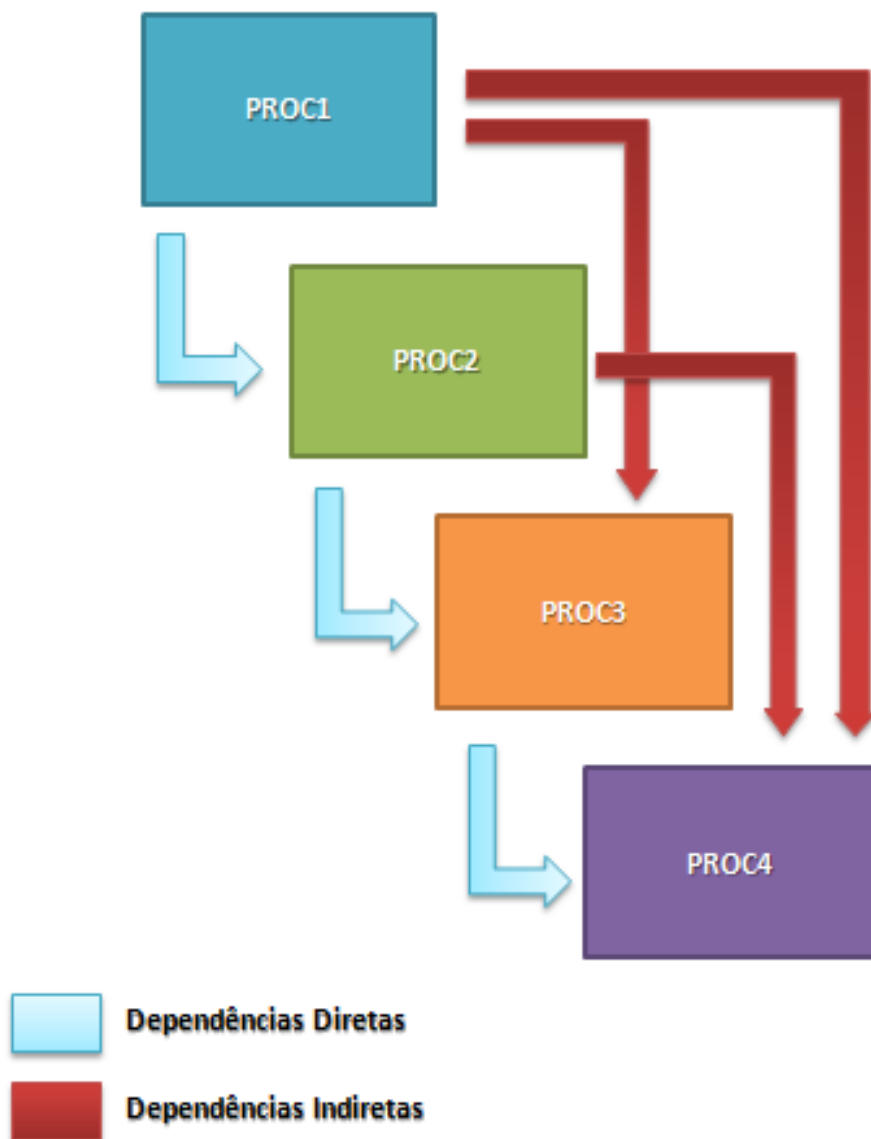 PROC1
PROC2
PROC3
PROC4
Dependências Diretas
Dependências Indiretas